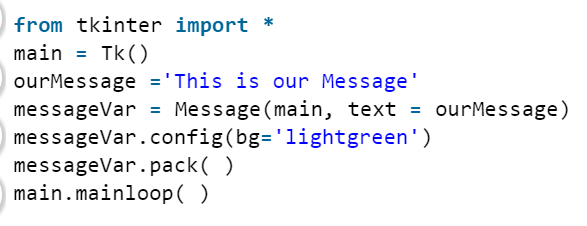 from tkinter import *
main = Tk()
ourMessage ='This is our Message'
messageVar = Message(main, text = ourMessage)
messageVar.config(bg='lightgreen')
messageVar.pack( )
main.mainloop( )